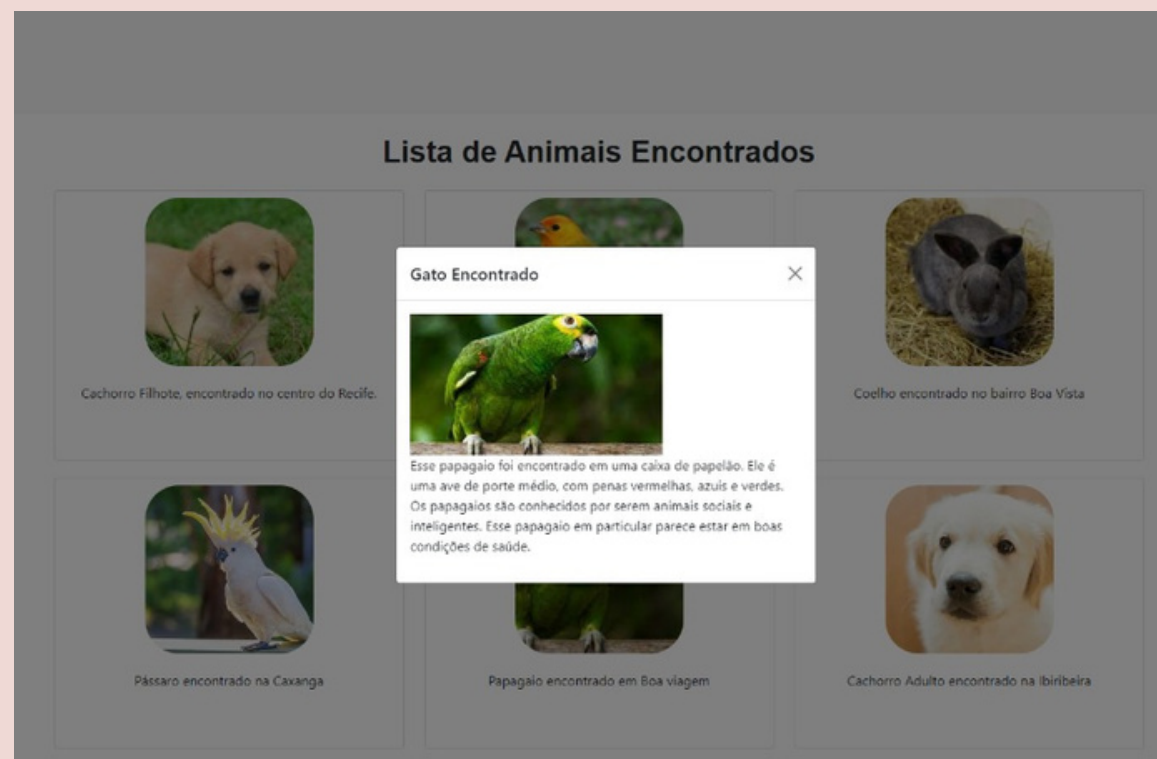 Lista de Animais Encontrados
Gato Encontrado
Esse papagaio foi encontrado em uma caixa de papelão. Ele é
uma ave de porte médio, com penas vermelhas, azuis e verdes.
Os papagaios são conhecidos por serem animais sociais e
inteligentes. Esse papagaio em particular parece estar em boas
condições de saúde.
Cachorro Filhote, encontrado no centro do Recife.
Coelho encontrado no bairro Boa Vista
Pássaro encontrado na Caxanga
Papagaio encontrado em Boa viagem
Cachorro Adulto encontrado na Ibiribeira